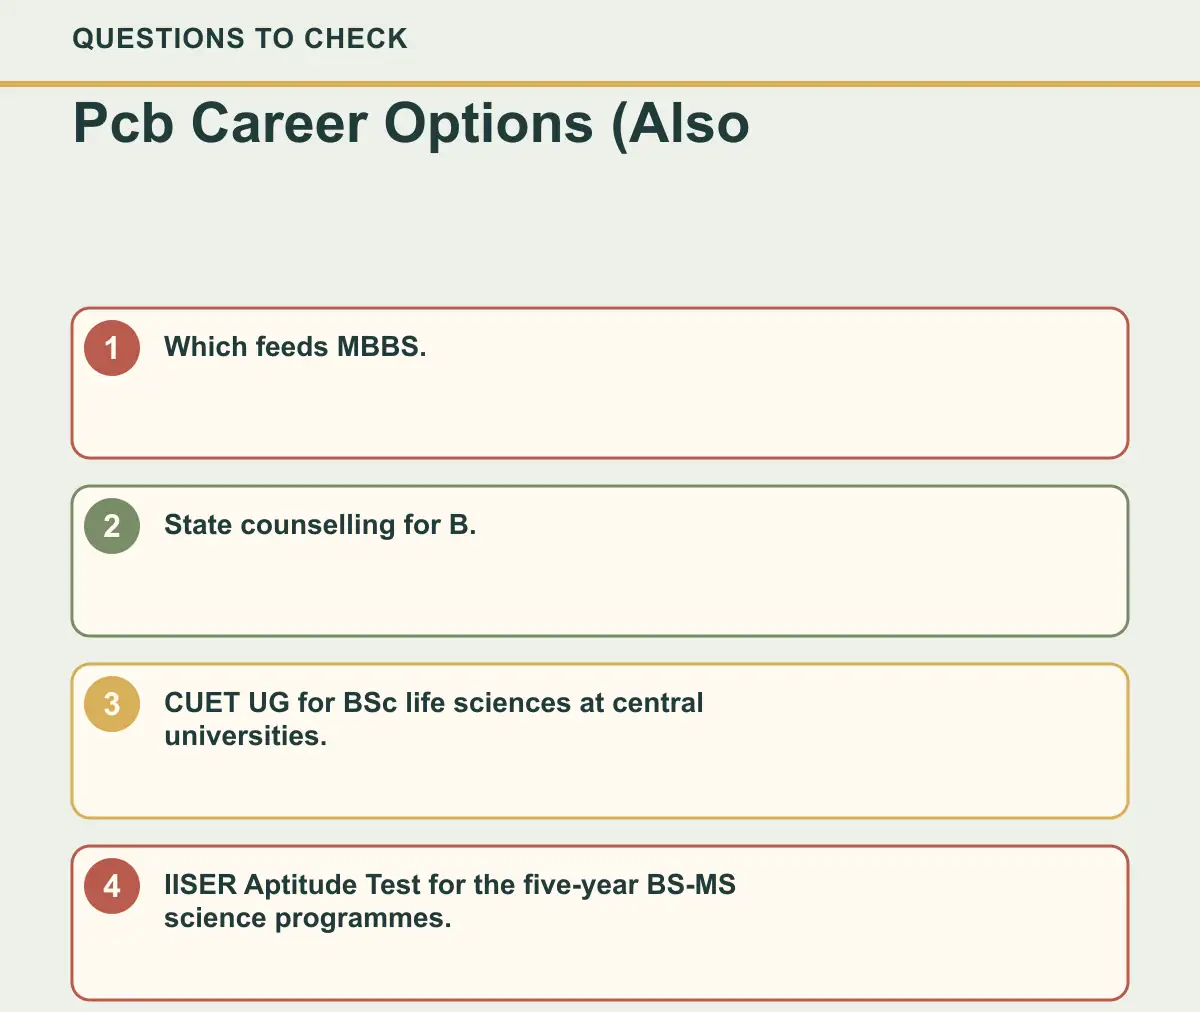 QUESTIONS TO CHECK
Pcb Career Options (Also
1
Which feeds MBBS.
2
State counselling for B.
3
CUET UG for BSc life sciences at central
universities.
4
IISER Aptitude Test for the five-year BS-MS
science programmes.